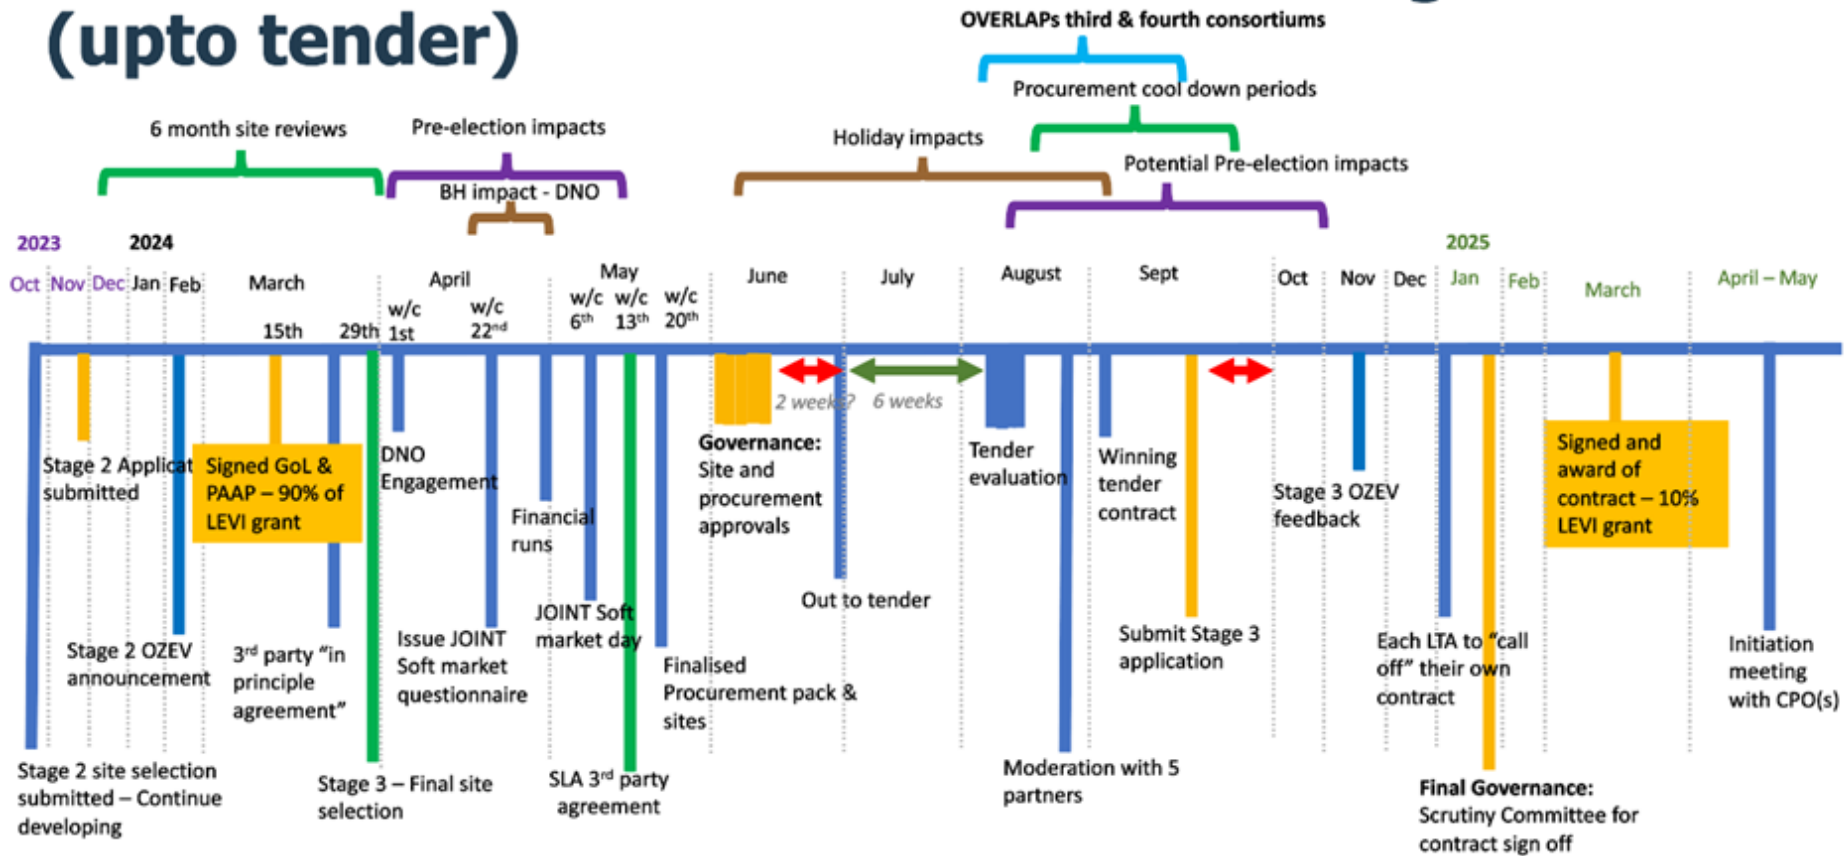 (upto tender)
OVERLAPs third & fourth consortiums
Procurement cool down periods
6 month site reviews
Pre-election impacts
Holiday impacts
Potential Pre-election impacts
BH impact - DNO
2023
2024
2025
Oct Nov Dec Jan Feb March April May June July August Sept Oct Nov Dec Jan Feb March April – May
15th
29th
w/c
1st
w/c
22nd
w/c
6th
w/c
13th
w/c
20th
2 weeks?
6 weeks
Stage 2 Applicat
submitted
Signed GoL &
PAAP – 90% of
LEVI grant
DNO
Engagement
Financial
runs
Governance:
Site and
procurement
approvals
Tender
evaluation
Winning
tender
contract
Stage 3 OZEV
feedback
Signed and
award of
contract – 10%
LEVI grant
Stage 2 OZEV
announcement
3rd party “in
principle
agreement”
Issue JOINT
Soft market
questionnaire
JOINT Soft
market day
Finalised
Procurement pack &
sites
Out to tender
Submit Stage 3
application
Each LTA to “call
off” their own
contract
Initiation
meeting
with CPO(s)
Stage 2 site selection
submitted – Continue
developing
Stage 3 – Final site
selection
SLA 3rd party
agreement
Moderation with 5
partners
Final Governance:
Scrutiny Committee for
contract sign off